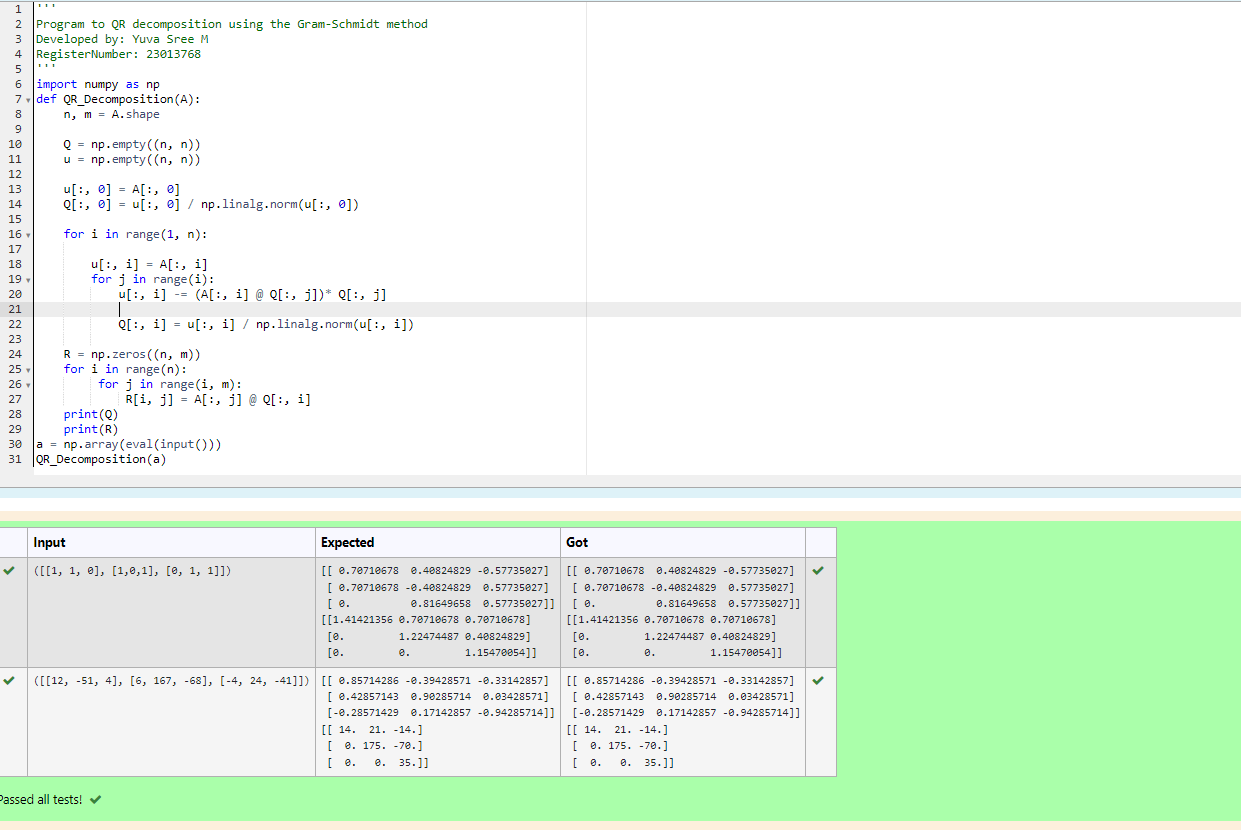 1 '''
2 Program to QR decomposition using the Gram-Schmidt method
3 Developed by: Yuva Sree M
4 RegisterNumber: 23013768
5 '''
6 import numpy as np
7 def QR_Decomposition(A):
8     n, m = A.shape
9
10     Q = np.empty((n, n))
11     u = np.empty((n, n))
12
13     u[:, 0] = A[:, 0]
14     Q[:, 0] = u[:, 0] / np.linalg.norm(u[:, 0])
15
16     for i in range(1, n):
17
18         u[:, i] = A[:, i]
19         for j in range(i):
20             u[:, i] -= (A[:, i] @ Q[:, j])* Q[:, j]
21
22             Q[:, i] = u[:, i] / np.linalg.norm(u[:, i])
23
24     R = np.zeros((n, m))
25     for i in range(n):
26          for j in range(i, m):
27              R[i, j] = A[:, j] @ Q[:, i]
28     print(Q)
29     print(R)
30 a = np.array(eval(input()))
31 QR_Decomposition(a)
Input Expected Got
([[1, 1, 0], [1,0,1], [0, 1, 1]]) [[ 0.70710678  0.40824829 -0.57735027] [[ 0.70710678  0.40824829 -0.57735027]
[ 0.70710678 -0.40824829  0.57735027] [ 0.70710678 -0.40824829  0.57735027]
[ 0.          0.81649658  0.57735027]] [ 0.          0.81649658  0.57735027]]
[[1.41421356 0.70710678 0.70710678] [[1.41421356 0.70710678 0.70710678]
[0.         1.22474487 0.40824829] [0.         1.22474487 0.40824829]
[0.         0.         1.15470054]] [0.         0.         1.15470054]]
([[12, -51, 4], [6, 167, -68], [-4, 24, -41]]) [[ 0.85714286 -0.39428571 -0.33142857] [[ 0.85714286 -0.39428571 -0.33142857]
[ 0.42857143  0.90285714  0.03428571] [ 0.42857143  0.90285714  0.03428571]
[-0.28571429  0.17142857 -0.94285714]] [-0.28571429  0.17142857 -0.94285714]]
[[ 14.  21. -14.] [[ 14.  21. -14.]
[  0. 175. -70.] [  0. 175. -70.]
[  0.   0.  35.]] [  0.   0.  35.]]
Passed all tests! ✔